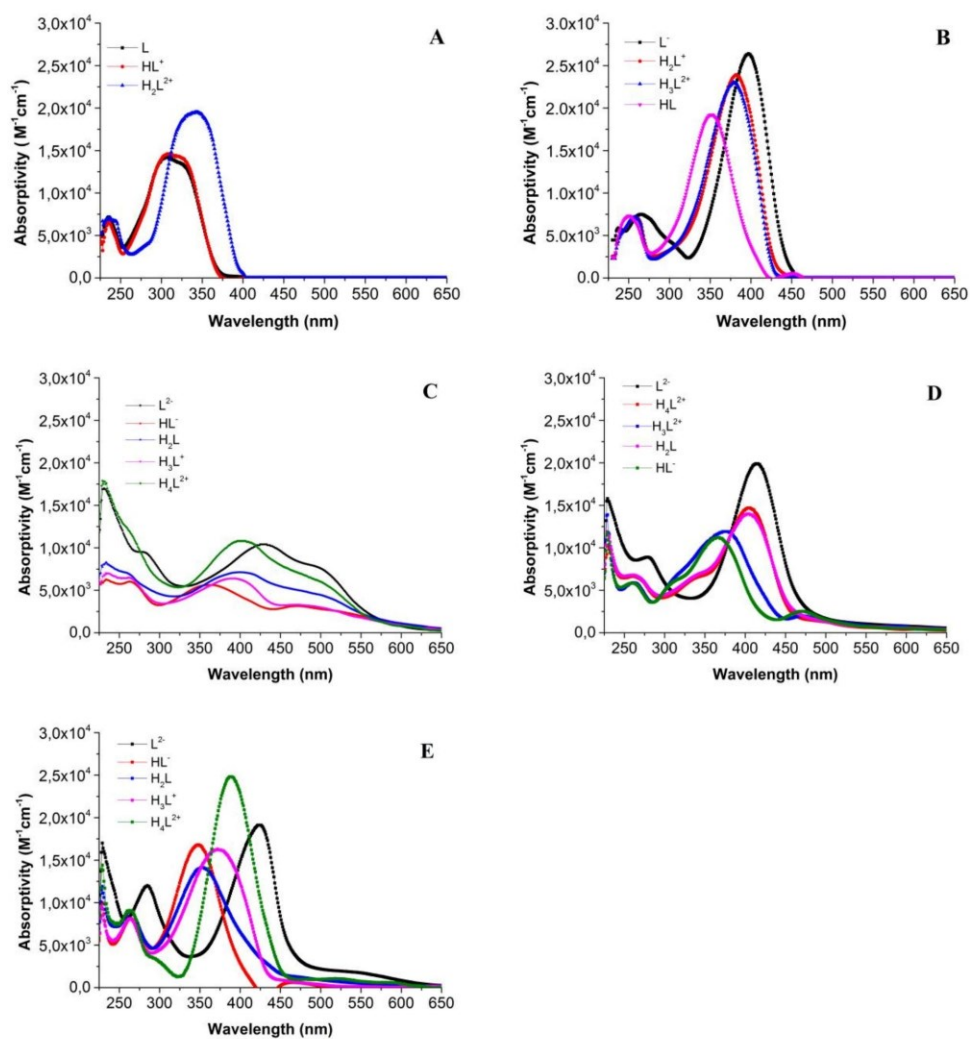 A
L
HL⁺
H₂L²⁺
3,0x10⁴
2,5x10⁴
2,0x10⁴
1,5x10⁴
1,0x10⁴
5,0x10³
0,0
Absorptivity (M⁻¹cm⁻¹)
250 300 350 400 450 500 550 600 650
Wavelength (nm)
B
L⁻
H₂L⁺
H₃L²⁺
HL
3,0x10⁴
2,5x10⁴
2,0x10⁴
1,5x10⁴
1,0x10⁴
5,0x10³
0,0
Absorptivity (M⁻¹cm⁻¹)
250 300 350 400 450 500 550 600 650
Wavelength (nm)
C
L²⁻
HL⁻
H₂L
H₃L⁺
H₄L²⁺
3,0x10⁴
2,5x10⁴
2,0x10⁴
1,5x10⁴
1,0x10⁴
5,0x10³
0,0
Absorptivity (M⁻¹cm⁻¹)
250 300 350 400 450 500 550 600 650
Wavelength (nm)
D
L²⁻
H₄L²⁺
H₃L²⁺
H₂L
HL⁻
3,0x10⁴
2,5x10⁴
2,0x10⁴
1,5x10⁴
1,0x10⁴
5,0x10³
0,0
Absorptivity (M⁻¹cm⁻¹)
250 300 350 400 450 500 550 600 650
Wavelength (nm)
E
L²⁻
HL⁻
H₂L
H₃L⁺
H₄L²⁺
3,0x10⁴
2,5x10⁴
2,0x10⁴
1,5x10⁴
1,0x10⁴
5,0x10³
0,0
Absorptivity (M⁻¹cm⁻¹)
250 300 350 400 450 500 550 600 650
Wavelength (nm)